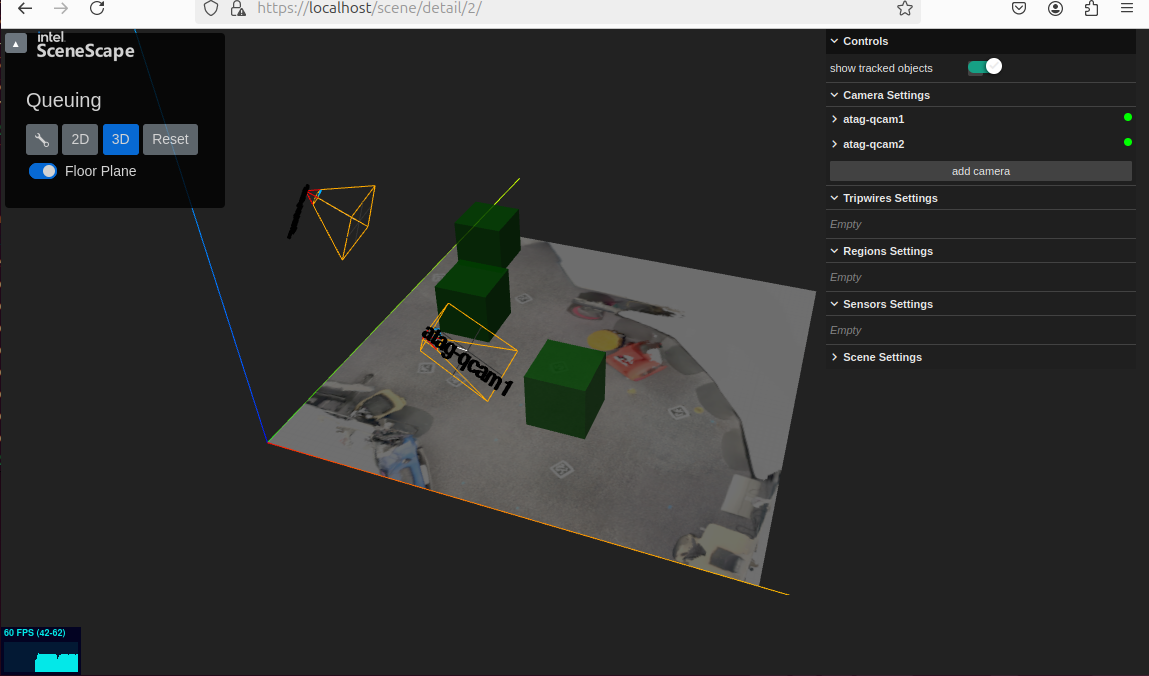 https://localhost/scene/detail/2/
intel
SceneScape
Queuing
2D 3D Reset
Floor Plane
Controls
show tracked objects
Camera Settings
atag-qcam1
atag-qcam2
add camera
Tripwires Settings
Empty
Regions Settings
Empty
Sensors Settings
Empty
Scene Settings
atag-qcam1
60 FPS (42-62)